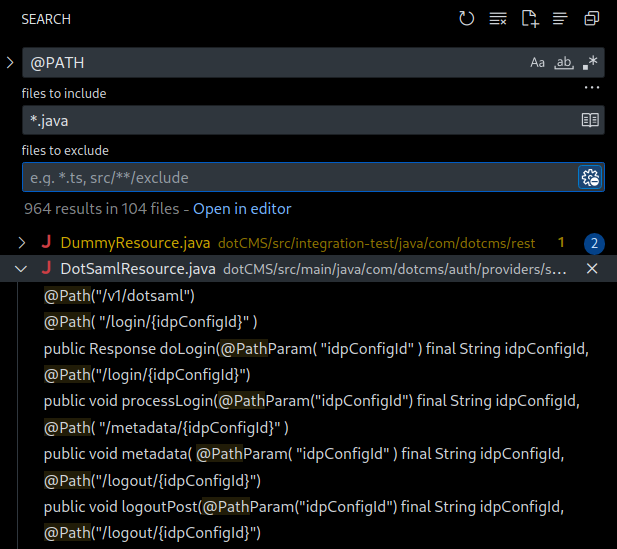 SEARCH
@PATH
Aa ab *
files to include
...
*.java
files to exclude
e.g. *.ts, src/**/exclude
964 results in 104 files - Open in editor
J DummyResource.java dotCMS/src/integration-test/java/com/dotcms/rest 1 2
J DotSamlResource.java dotCMS/src/main/java/com/dotcms/auth/providers/s...
@Path("/v1/dotsaml")
@Path( "/login/{idpConfigId}" )
public Response doLogin(@PathParam( "idpConfigId" ) final String idpConfigId,
@Path("/login/{idpConfigId}")
public void processLogin(@PathParam("idpConfigId") final String idpConfigId,
@Path( "/metadata/{idpConfigId}" )
public void metadata( @PathParam( "idpConfigId" ) final String idpConfigId,
@Path("/logout/{idpConfigId}")
public void logoutPost(@PathParam("idpConfigId") final String idpConfigId,
@Path("/logout/{idpConfigId}")